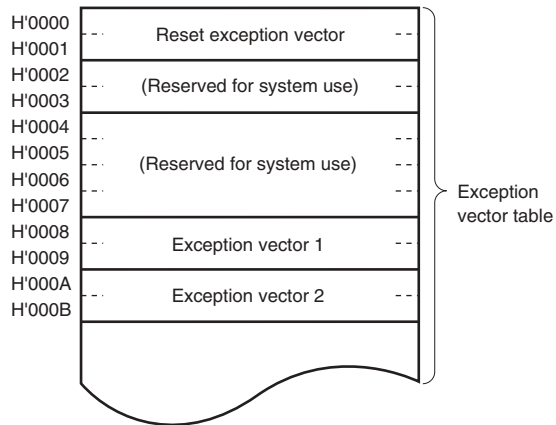 H'0000
H'0001
Reset exception vector
H'0002
H'0003
(Reserved for system use)
H'0004
H'0005
H'0006
H'0007
(Reserved for system use)
H'0008
H'0009
Exception vector 1
H'000A
H'000B
Exception vector 2
Exception
vector table